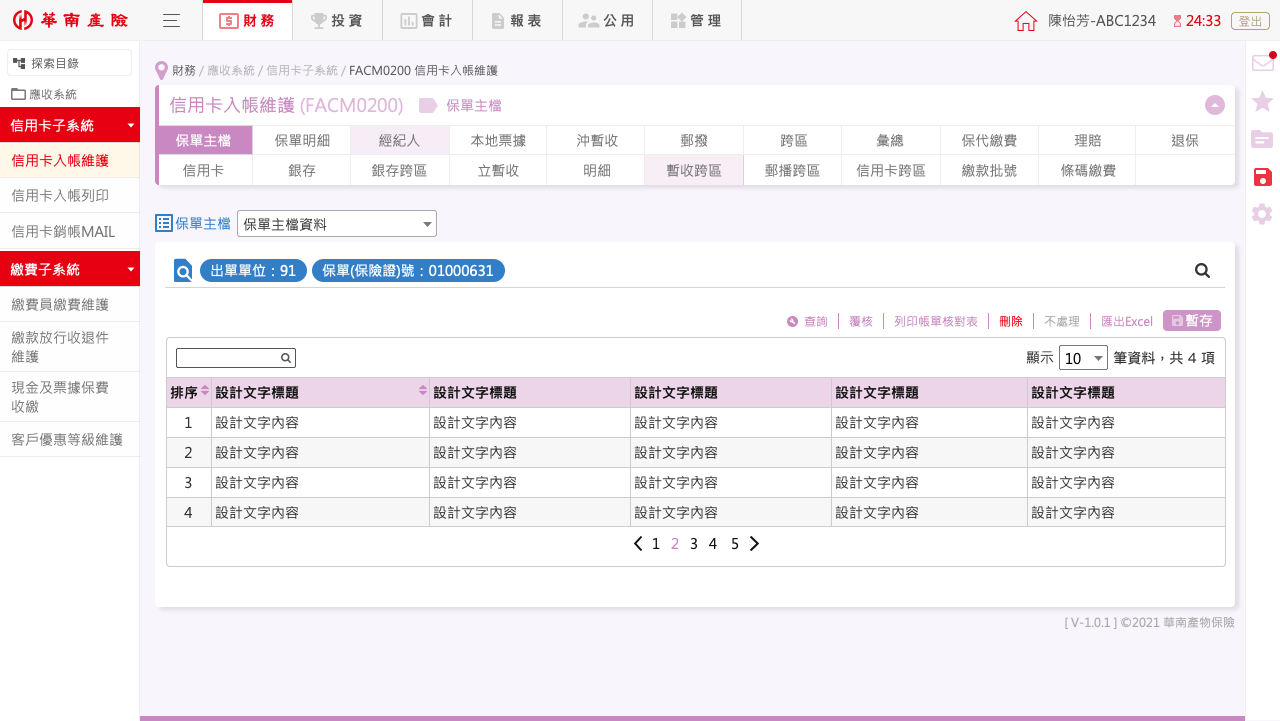 華南產險
財務
投資
會計
報表
公用
管理
陳怡芳-ABC1234
24:33
登出
探索目錄
應收系統
信用卡子系統
信用卡入帳維護
信用卡入帳列印
信用卡銷帳MAIL
繳費子系統
繳費員繳費維護
繳款放行收退件
維護
現金及票據保費
收繳
客戶優惠等級維護
財務 / 應收系統 / 信用卡子系統 / FACM0200 信用卡入帳維護
信用卡入帳維護 (FACM0200) 保單主檔
保單主檔 保單明細 經紀人 本地票據 沖暫收 郵撥 跨區 彙總 保代繳費 理賠 退保
信用卡 銀存 銀存跨區 立暫收 明細 暫收跨區 郵播跨區 信用卡跨區 繳款批號 條碼繳費
保單主檔 保單主檔資料
出單單位：91 保單(保險證)號：01000631
查詢 覆核 列印帳單核對表 刪除 不處理 匯出Excel 暫存
顯示 10 筆資料，共 4 項
排序 設計文字標題 設計文字標題 設計文字標題 設計文字標題 設計文字標題
1 設計文字內容 設計文字內容 設計文字內容 設計文字內容 設計文字內容
2 設計文字內容 設計文字內容 設計文字內容 設計文字內容 設計文字內容
3 設計文字內容 設計文字內容 設計文字內容 設計文字內容 設計文字內容
4 設計文字內容 設計文字內容 設計文字內容 設計文字內容 設計文字內容
1 2 3 4 5
[ V-1.0.1 ] ©2021 華南產物保險